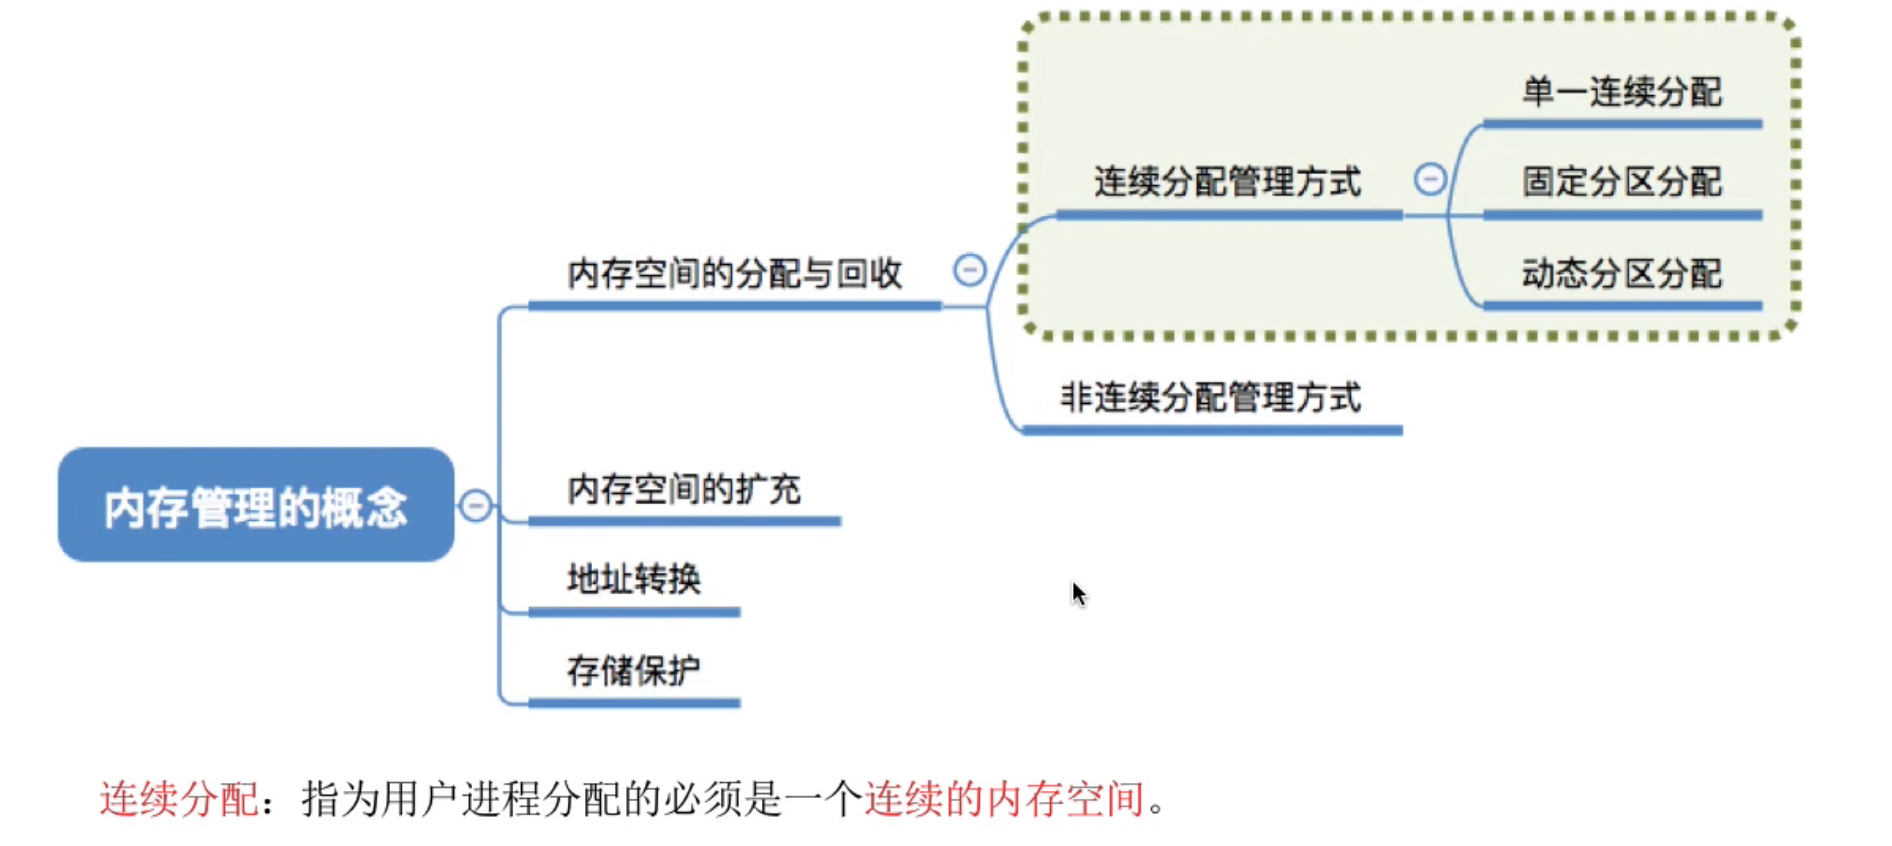 单一连续分配
连续分配管理方式
固定分区分配
内存空间的分配与回收
动态分区分配
非连续分配管理方式
内存管理的概念
内存空间的扩充
地址转换
存储保护
连续分配：指为用户进程分配的必须是一个连续的内存空间。